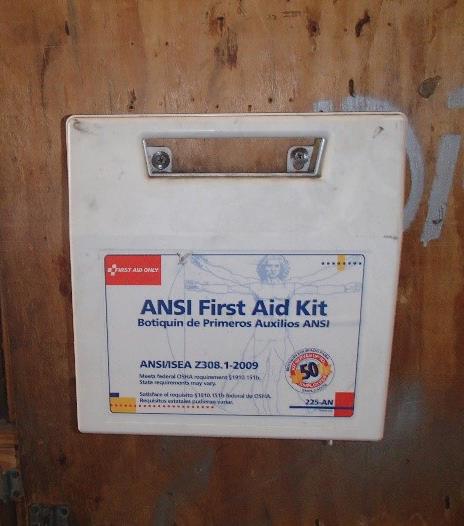 FIRST AID ONLY
ANSI First Aid Kit
Botiquin de Primeros Auxilios ANSI
ANSI/ISEA Z308.1-2009
Meets federal OSHA requirement §1910.151b.
State requirements may vary.
Satisface el requisito §1910.151b federal de OSHA.
Requisitos estatales pudieran variar.
50
225-AN